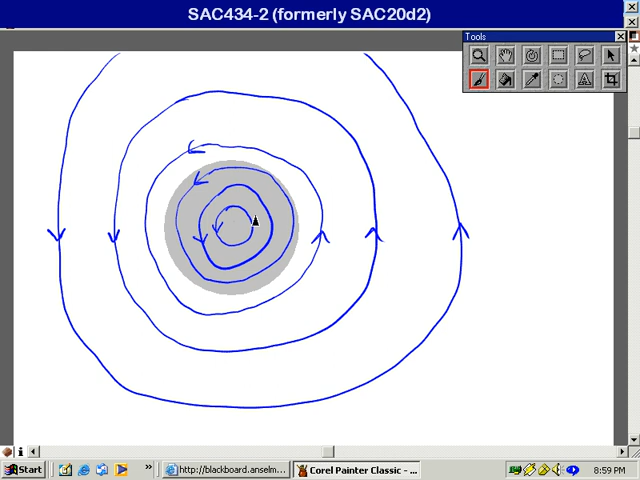 SAC434-2 (formerly SAC20d2)
Tools
Start
»
http://blackboard.anselm...
Corel Painter Classic - ...
8:59 PM